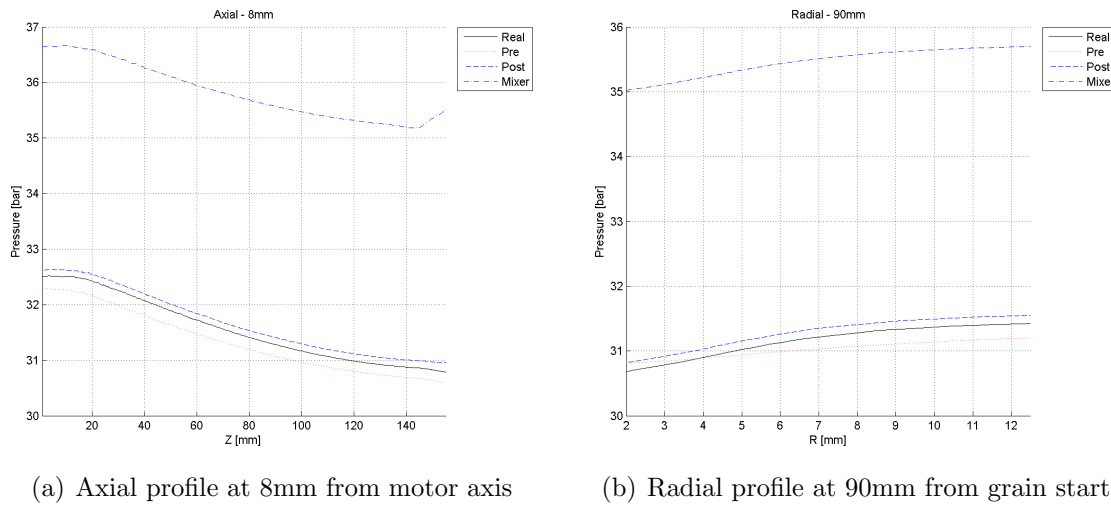 Axial - 8mm
37
36
35
34
33
32
31
30
Pressure [bar]
20
40
60
80
100
120
140
Z [mm]
Real
Pre
Post
Mixer
(a) Axial profile at 8mm from motor axis
Radial - 90mm
36
35
34
33
32
31
30
Pressure [bar]
2
3
4
5
6
7
8
9
10
11
12
R [mm]
Real
Pre
Post
Mixe
(b) Radial profile at 90mm from grain start